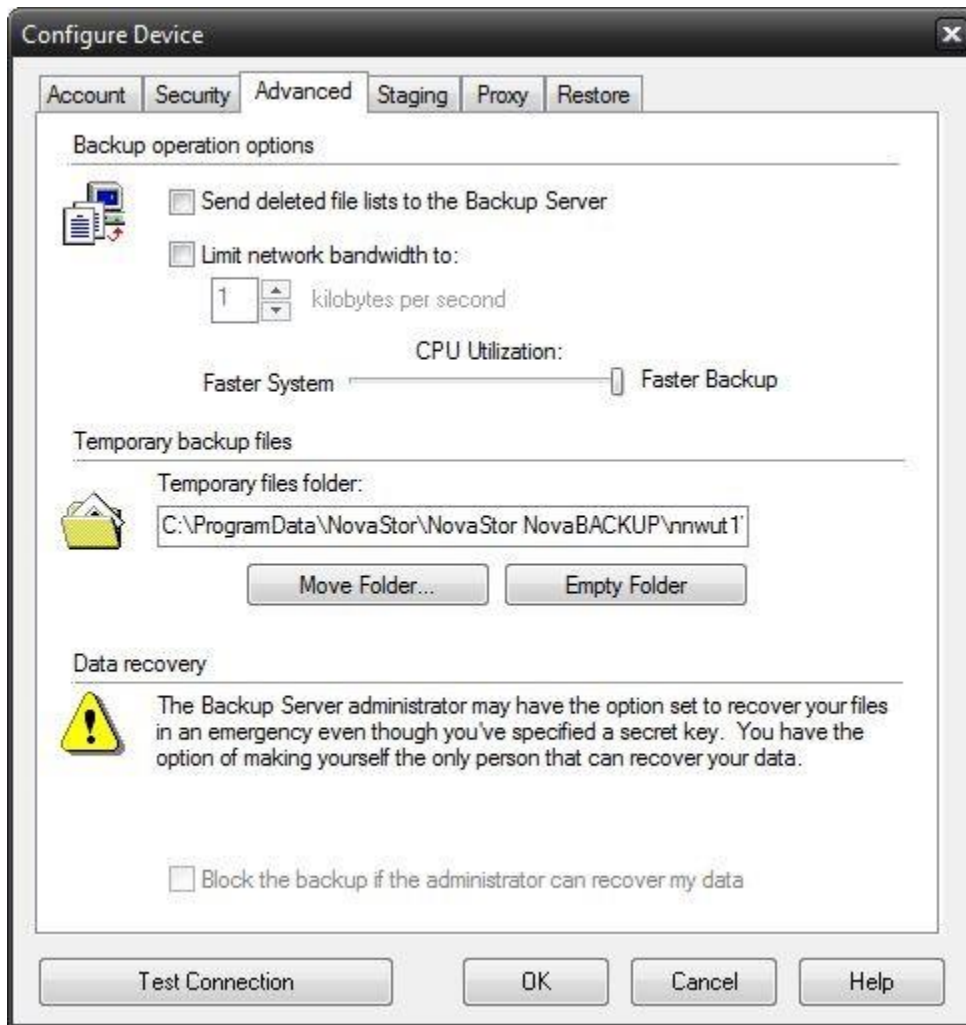 Configure Device
Account Security Advanced Staging Proxy Restore
Backup operation options
Send deleted file lists to the Backup Server
Limit network bandwidth to:
1 kilobytes per second
CPU Utilization:
Faster System Faster Backup
Temporary backup files
Temporary files folder:
C:\ProgramData\NovaStor\NovaStor NovaBACKUP\nnwut1
Move Folder... Empty Folder
Data recovery
The Backup Server administrator may have the option set to recover your files
in an emergency even though you've specified a secret key. You have the
option of making yourself the only person that can recover your data.
Block the backup if the administrator can recover my data
Test Connection OK Cancel Help